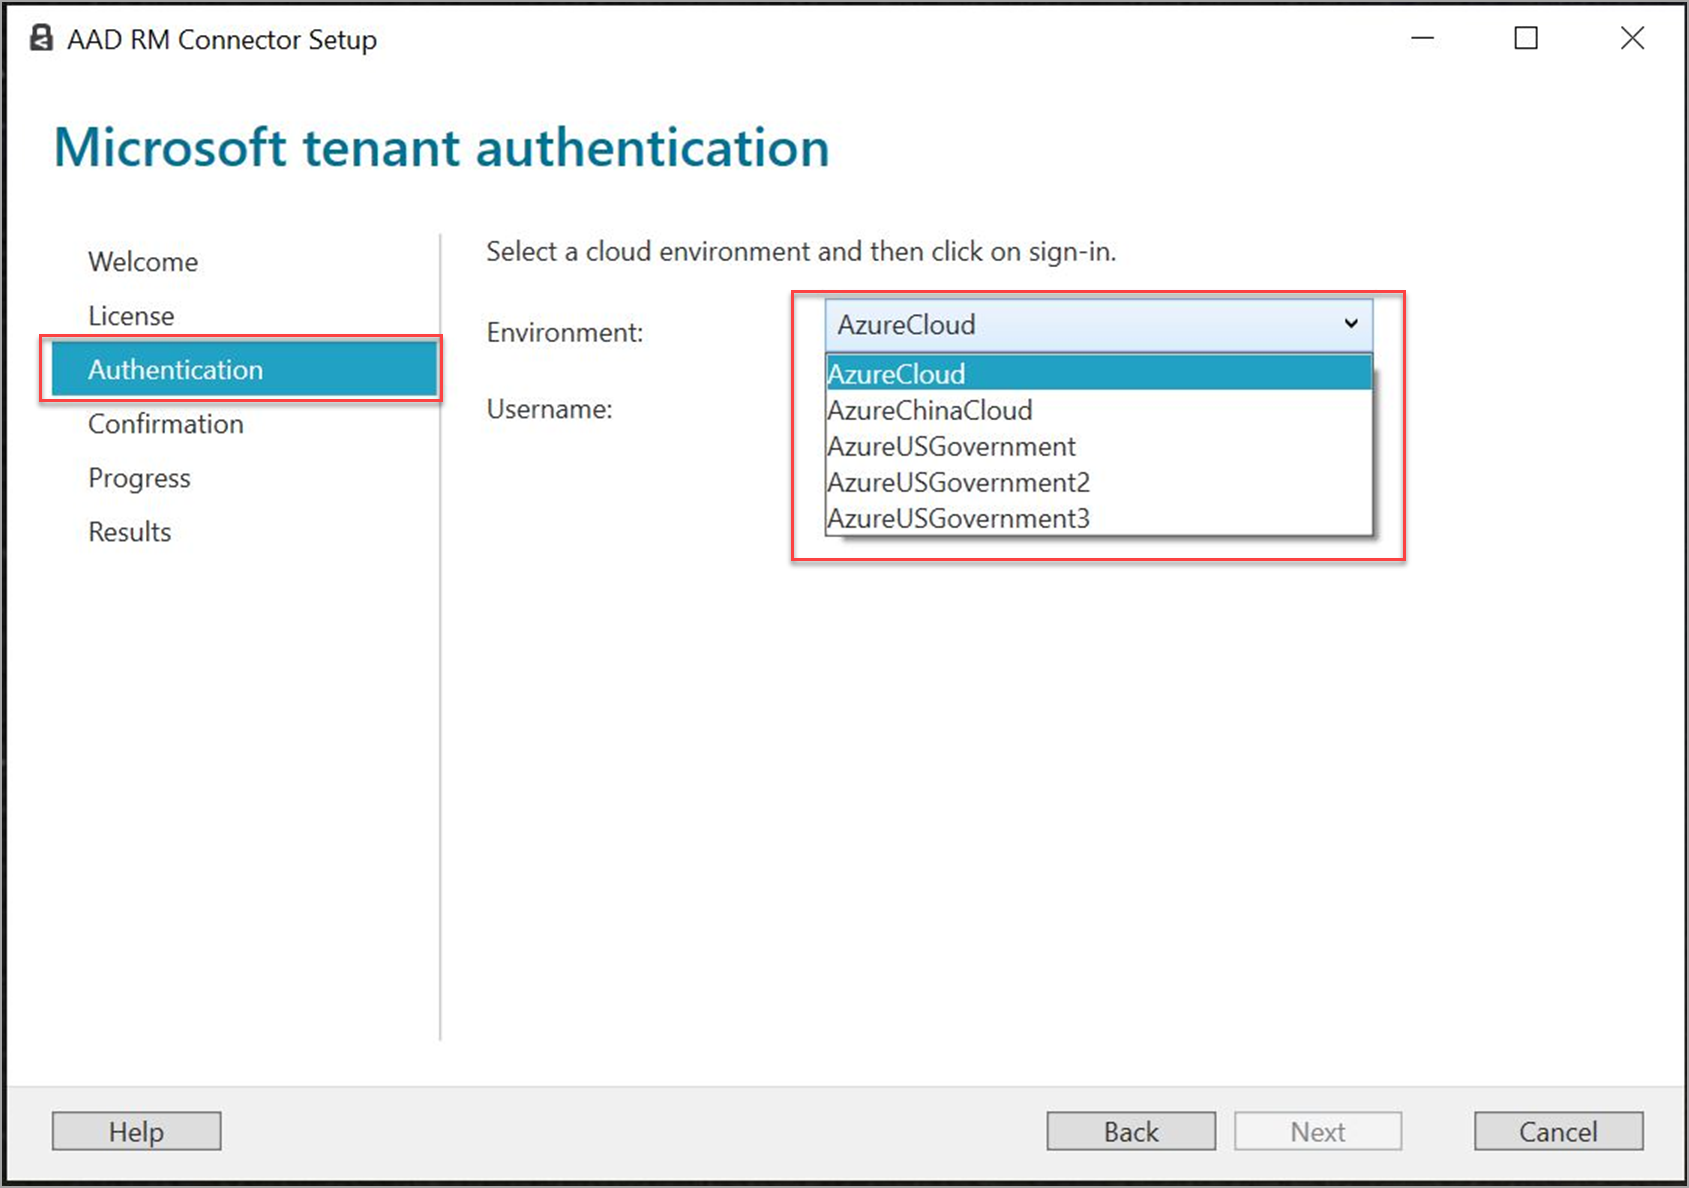 AAD RM Connector Setup
Microsoft tenant authentication
Welcome
License
Authentication
Confirmation
Progress
Results
Select a cloud environment and then click on sign-in.
Environment:
AzureCloud
AzureCloud
AzureChinaCloud
AzureUSGovernment
AzureUSGovernment2
AzureUSGovernment3
Username:
Help
Back
Next
Cancel